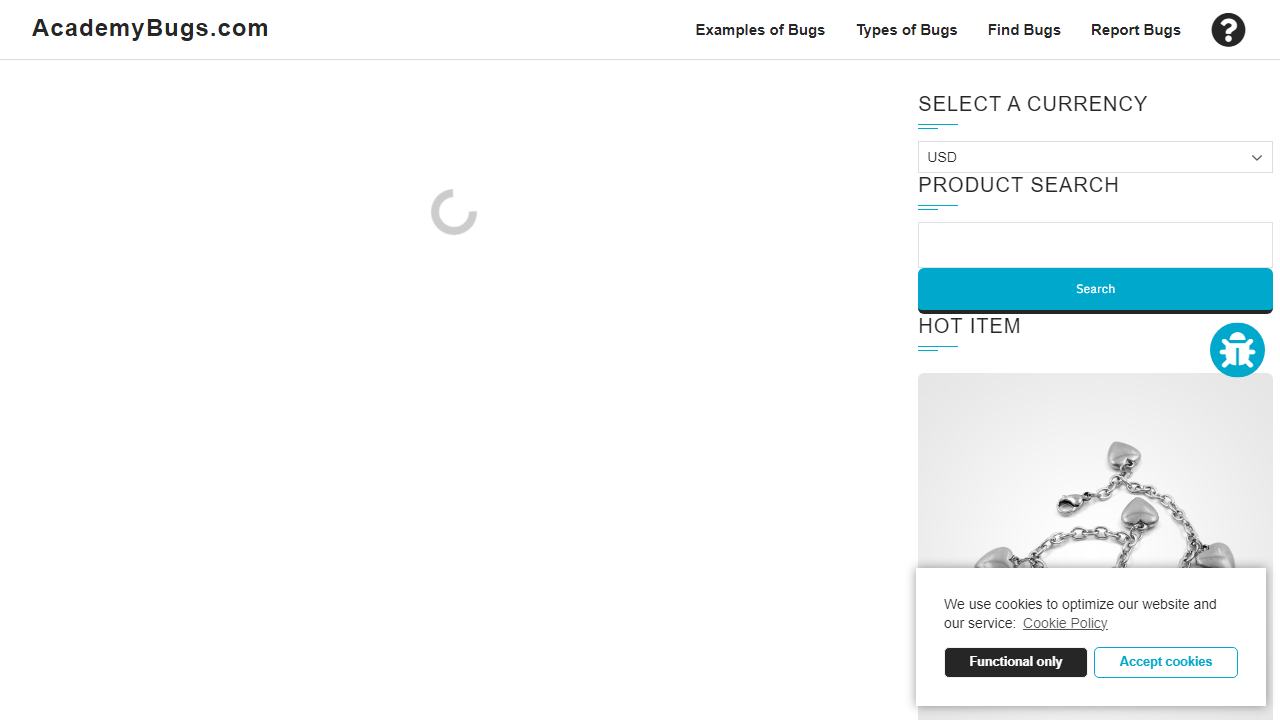 AcademyBugs.com
Examples of Bugs
Types of Bugs
Find Bugs
Report Bugs
SELECT A CURRENCY
USD
PRODUCT SEARCH
Search
HOT ITEM
We use cookies to optimize our website and
our service: Cookie Policy
Functional only
Accept cookies